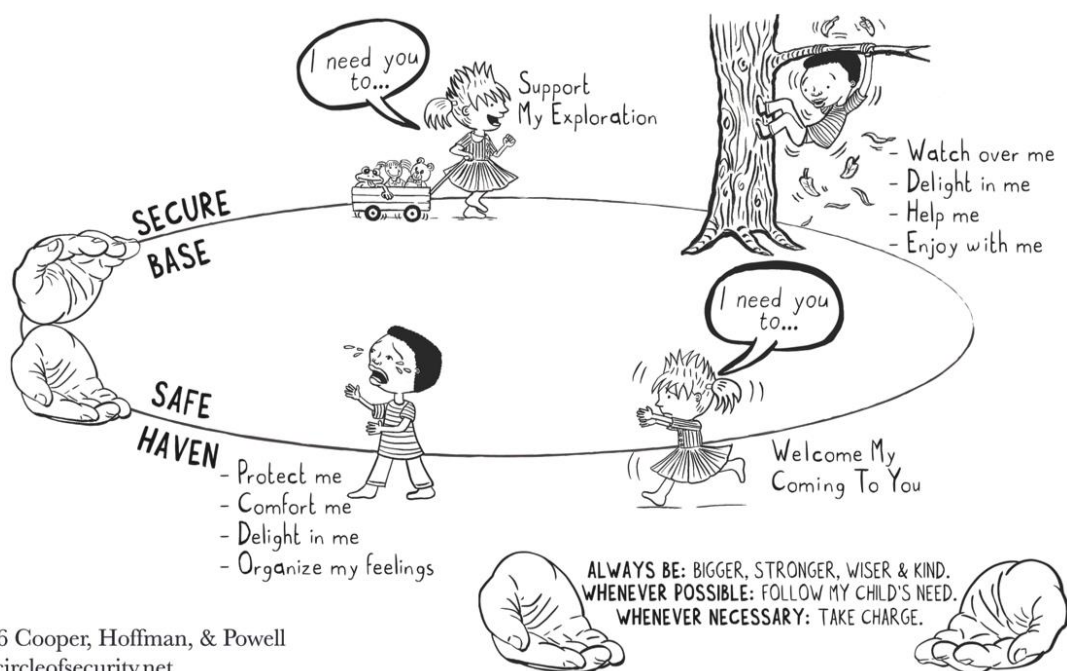 I need you
to...
Support
My Exploration
- Watch over me
- Delight in me
- Help me
- Enjoy with me
SECURE
BASE
I need you
to...
SAFE
HAVEN
- Protect me
- Comfort me
- Delight in me
- Organize my feelings
Welcome My
Coming To You
ALWAYS BE: BIGGER, STRONGER, WISER & KIND.
WHENEVER POSSIBLE: FOLLOW MY CHILD'S NEED.
WHENEVER NECESSARY: TAKE CHARGE.
6 Cooper, Hoffman, & Powell
circleofsecurity.net